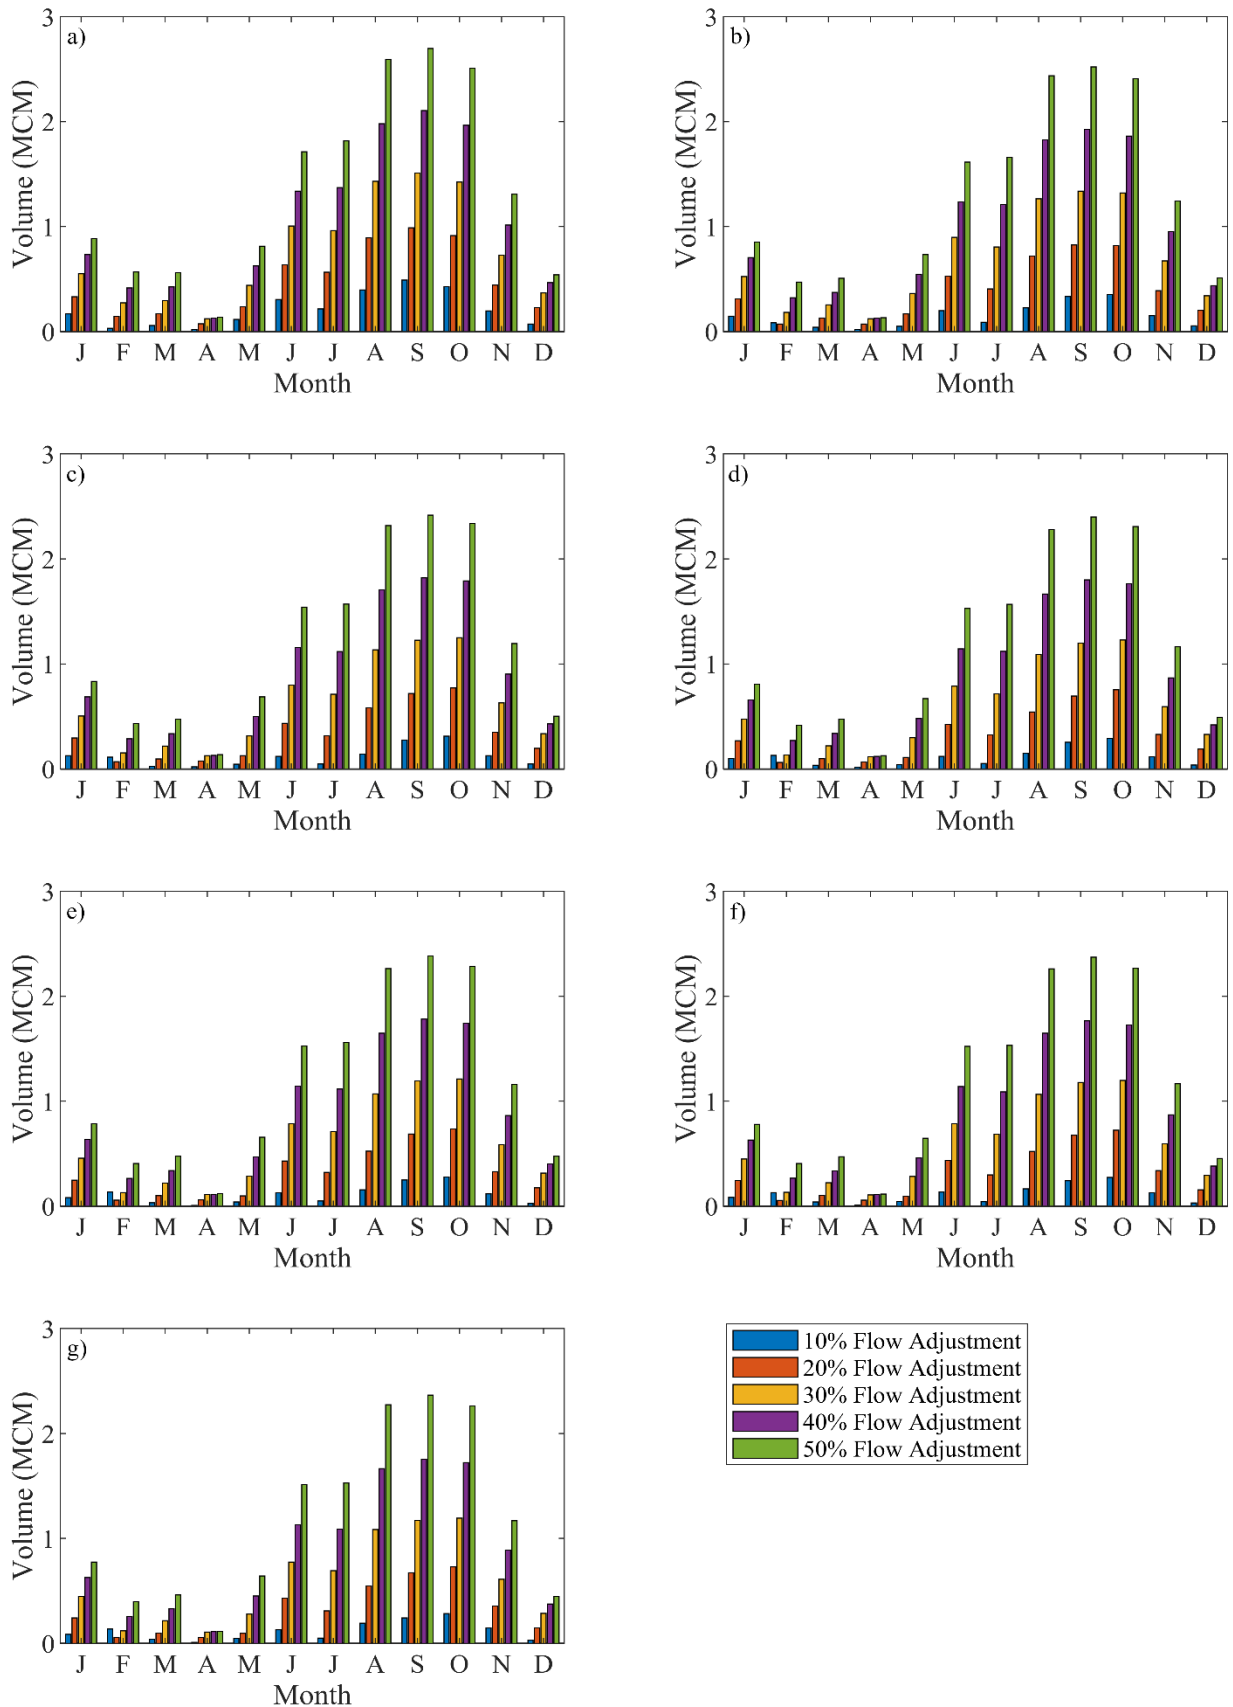 a)
3
2
1
0
Volume (MCM)
J F M A M J J A S O N D
Month
b)
3
2
1
0
Volume (MCM)
J F M A M J J A S O N D
Month
c)
3
2
1
0
Volume (MCM)
J F M A M J J A S O N D
Month
d)
3
2
1
0
Volume (MCM)
J F M A M J J A S O N D
Month
e)
3
2
1
0
Volume (MCM)
J F M A M J J A S O N D
Month
f)
3
2
1
0
Volume (MCM)
J F M A M J J A S O N D
Month
g)
3
2
1
0
Volume (MCM)
J F M A M J J A S O N D
Month
10% Flow Adjustment
20% Flow Adjustment
30% Flow Adjustment
40% Flow Adjustment
50% Flow Adjustment